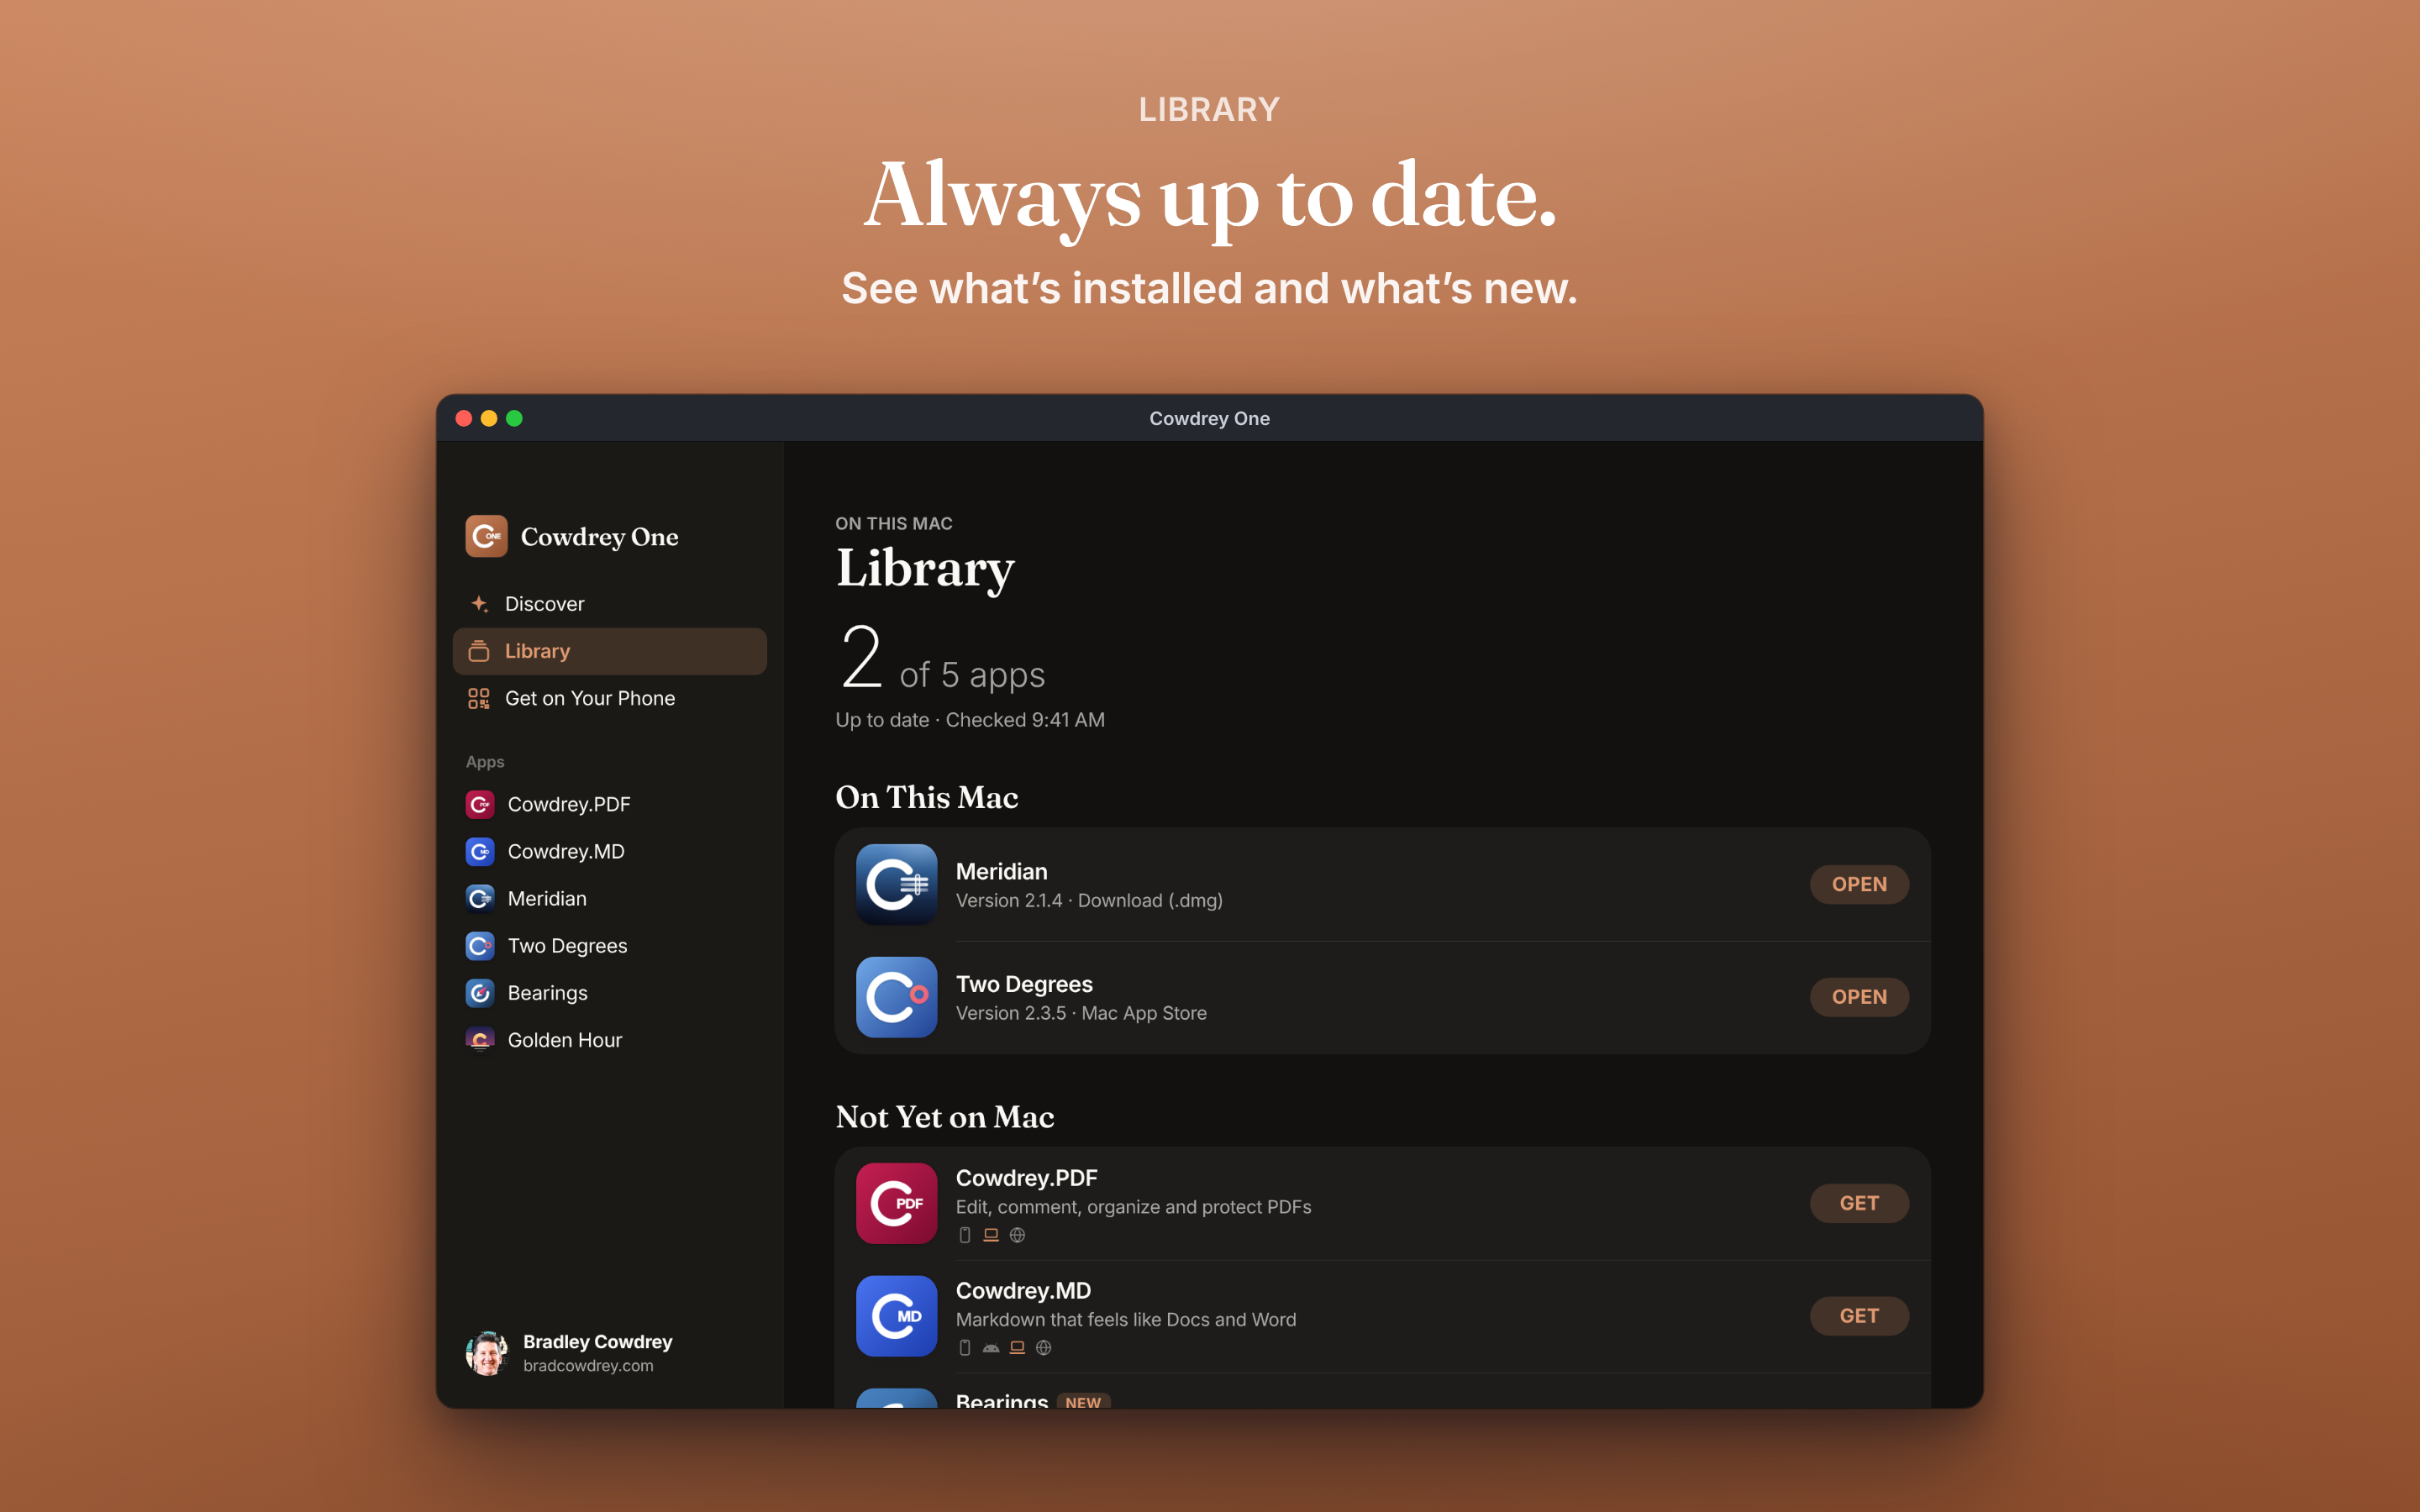 LIBRARY
Always up to date.
See what’s installed and what’s new.
Cowdrey One
ONE
Cowdrey One
Discover
Library
Get on Your Phone
Apps
PDF
Cowdrey.PDF
MD
Cowdrey.MD
Meridian
Two Degrees
Bearings
Golden Hour
Bradley Cowdrey
bradcowdrey.com
ON THIS MAC
Library
2 of 5 apps
Up to date · Checked 9:41 AM
On This Mac
Meridian
Version 2.1.4 · Download (.dmg)
OPEN
Two Degrees
Version 2.3.5 · Mac App Store
OPEN
Not Yet on Mac
PDF
Cowdrey.PDF
Edit, comment, organize and protect PDFs
GET
MD
Cowdrey.MD
Markdown that feels like Docs and Word
GET
Bearings NEW